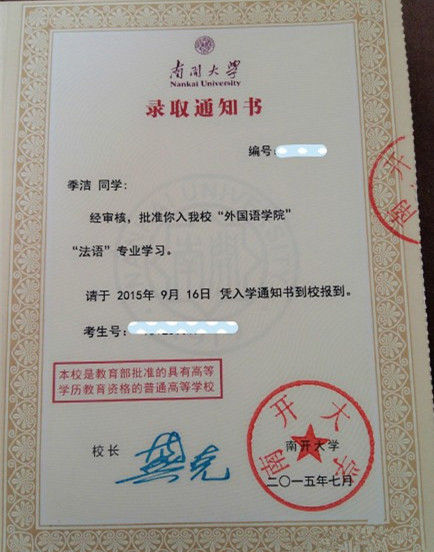 南開大學
Nankai University
录取通知书
编号:
季洁 同学:
经审核，批准你入我校“外国语学院”
“法语”专业学习。
请于 2015年 9月 16日 凭入学通知书到校报到。
考生号:
本校是教育部批准的具有高等
学历教育资格的普通高等学校
校长 龚克
南开大学
南开大学
二〇一五年七月
南开